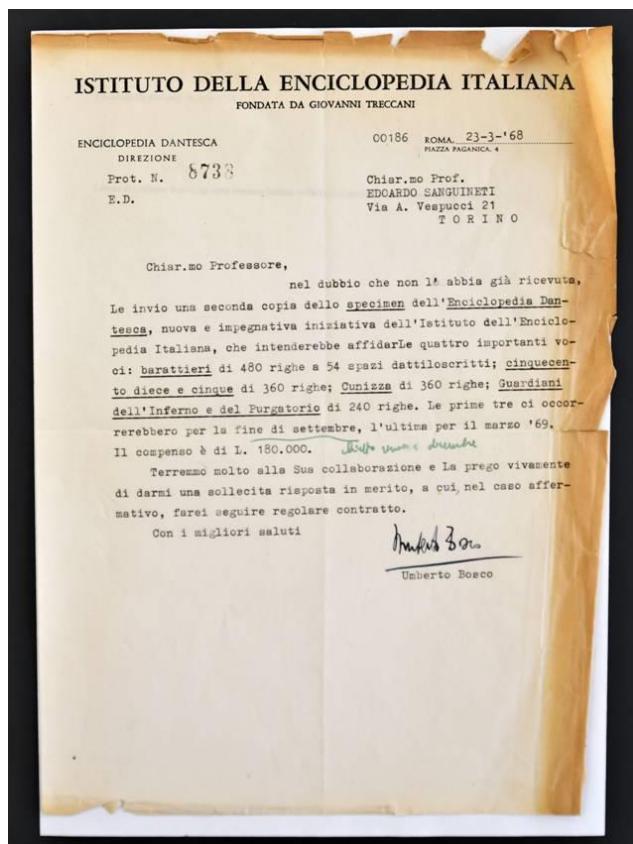 ISTITUTO DELLA ENCICLOPEDIA ITALIANA
FONDATA DA GIOVANNI TRECCANI
ENCICLOPEDIA DANTESCA
DIREZIONE
Prot. N. 8738
E.D.
00186 ROMA, 23-3-'68
PIAZZA PAGANICA, 4
Chiar.mo Prof.
EDOARDO SANGUINETI
Via A. Vespucci 21
TORINO
Chiar.mo Professore,
nel dubbio che non l'abbia già ricevuta,
Le invio una seconda copia dello specimen dell'Enciclopedia Dan-
tesca, nuova e impegnativa iniziativa dell'Istituto dell'Enciclo-
pedia Italiana, che intenderebbe affidarLe quattro importanti vo-
ci: barattieri di 480 righe a 54 spazi dattiloscritti; cinquecen-
to diece e cinque di 360 righe; Cunizza di 360 righe; Guardiani
dell'Inferno e del Purgatorio di 240 righe. Le prime tre ci occor-
rerebbero per la fine di settembre, l'ultima per il marzo '69.
Il compenso è di L. 180.000. dicembre
Terremmo molto alla Sua collaborazione e La prego vivamente
di darmi una sollecita risposta in merito, a cui, nel caso affer-
mativo, farei seguire regolare contratto.
Con i migliori saluti
Umberto Bosco
Umberto Bosco